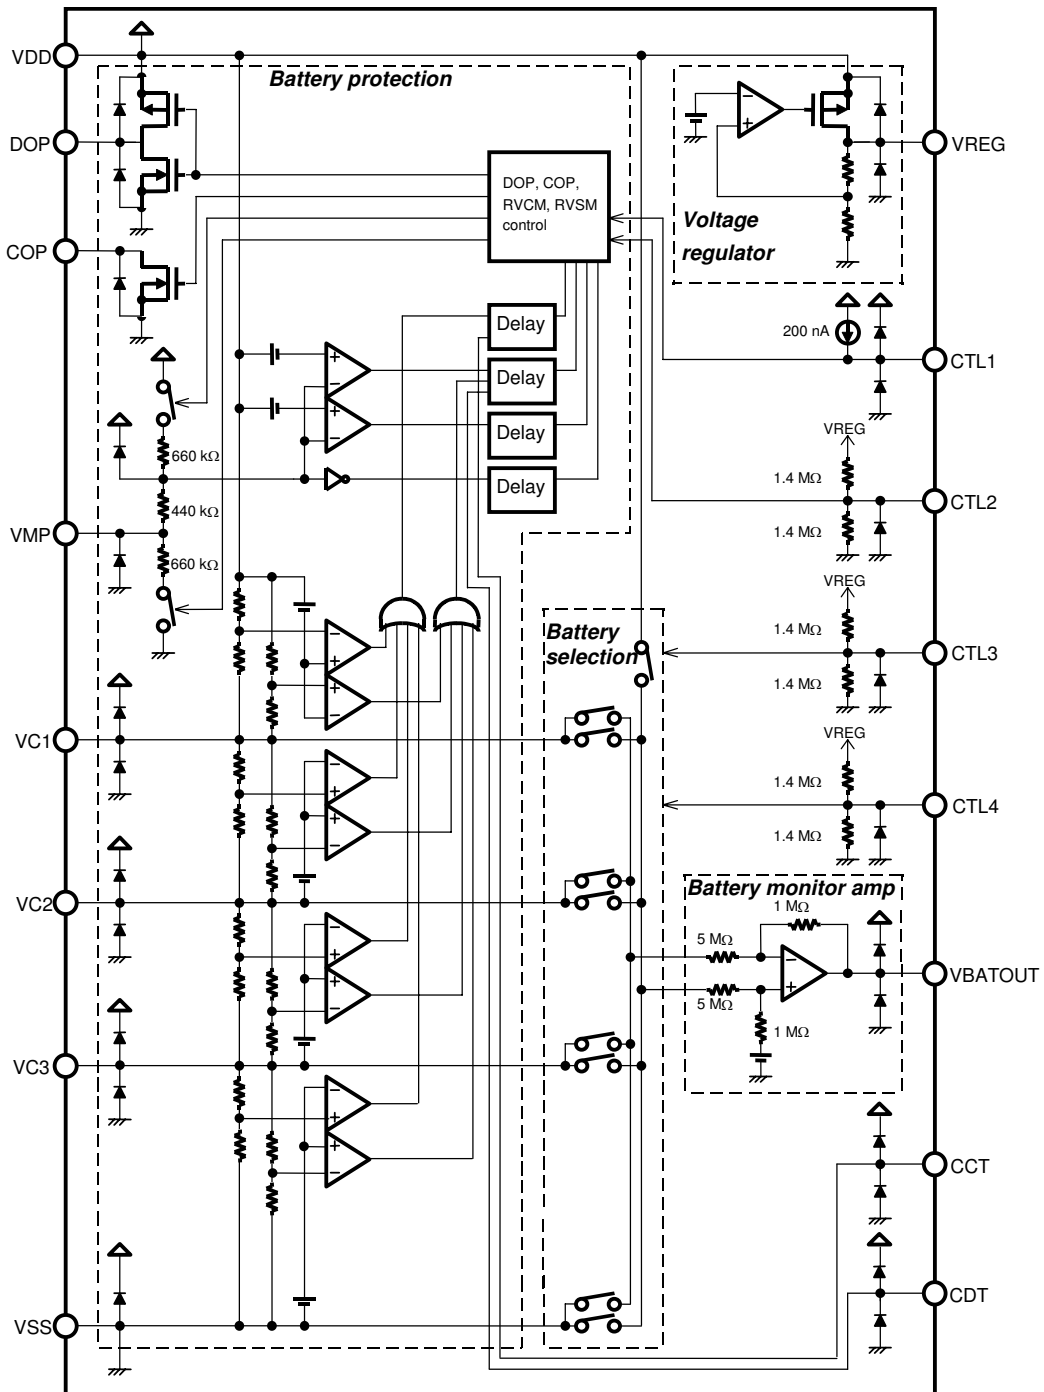 VDD
Battery protection
DOP
DOP, COP,
RVCM, RVSM
control
VREG
Voltage
regulator
COP
Delay
200 nA
CTL1
Delay
Delay
VREG
660 kΩ
1.4 MΩ
Delay
440 kΩ
CTL2
VMP
1.4 MΩ
660 kΩ
VREG
Battery
selection
1.4 MΩ
CTL3
1.4 MΩ
VC1
VREG
1.4 MΩ
CTL4
1.4 MΩ
Battery monitor amp
VC2
1 MΩ
5 MΩ
VBATOUT
5 MΩ
1 MΩ
VC3
CCT
CDT
VSS